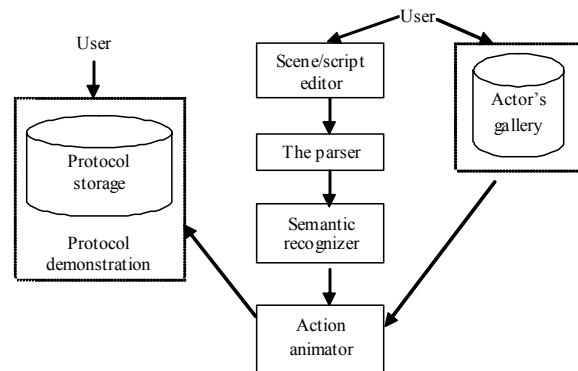 User
User
Scene/script
editor
Actor's
gallery
Protocol
storage
The parser
Semantic
recognizer
Protocol
demonstration
Action
animator